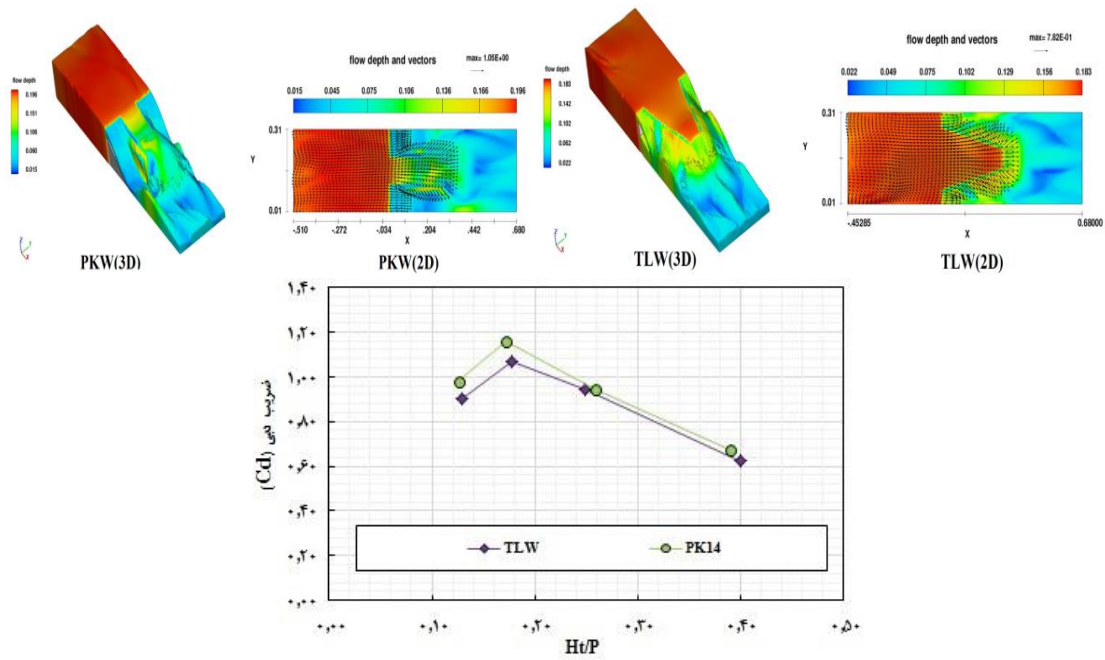 flow depth
0.196
0.151
0.106
0.060
0.015
PKW(3D)
flow depth and vectors
max= 1.05E+00
0.015 0.060 0.106 0.151 0.196
0.31
Y
0.01
-.510 -.272 -.034 .204 .442 .680
X
PKW(2D)
flow depth
0.183
0.142
0.102
0.062
0.022
TLW(3D)
flow depth and vectors
max= 7.82E-01
0.022 0.049 0.075 0.102 0.129 0.156 0.183
0.31
Y
0.01
-.45285 0.68000
X
TLW(2D)
۱٫۴۰
۱٫۲۰
۱٫۰۰
۰٫۸۰
۰٫۶۰
۰٫۴۰
۰٫۲۰
۰٫۰۰
ضریب دبی (Cd)
TLW PK14
۰٫۰۰ ۰٫۱۰ ۰٫۲۰ ۰٫۳۰ ۰٫۴۰ ۰٫۵۰
Ht/P